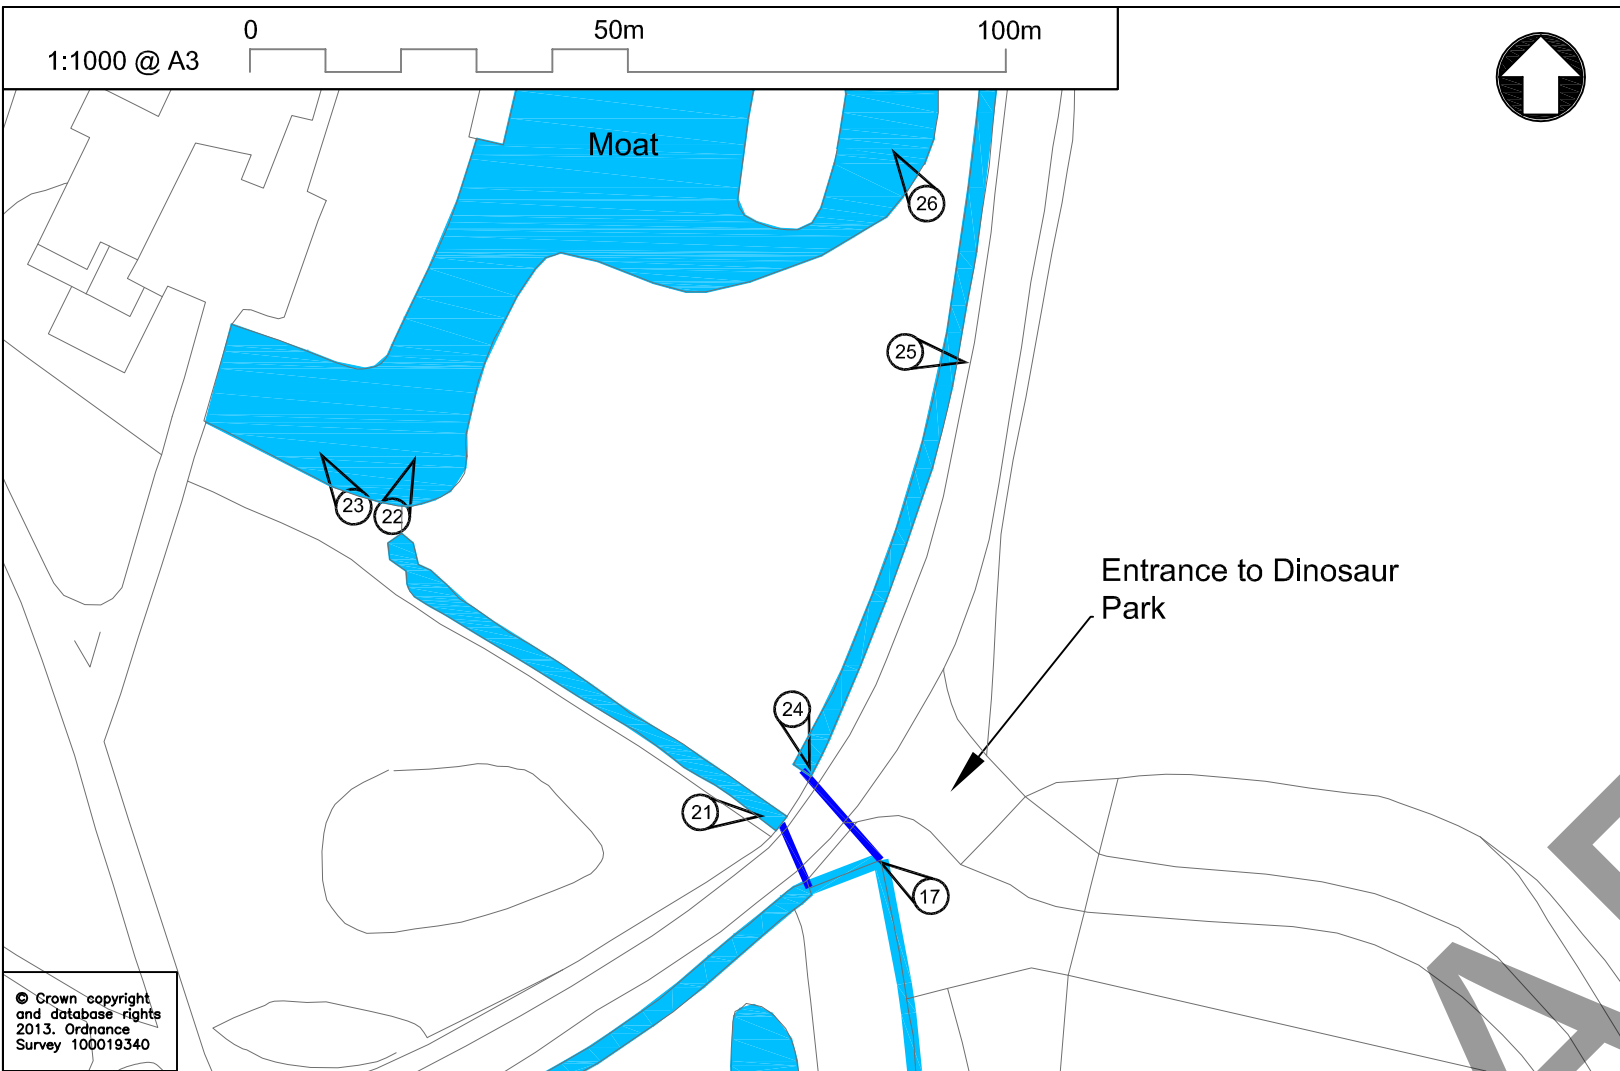 0 50m 100m
1:1000 @ A3
Moat
26
25
23
22
Entrance to Dinosaur
Park
24
21
17
© Crown copyright
and database rights
2013. Ordnance
Survey 100019340